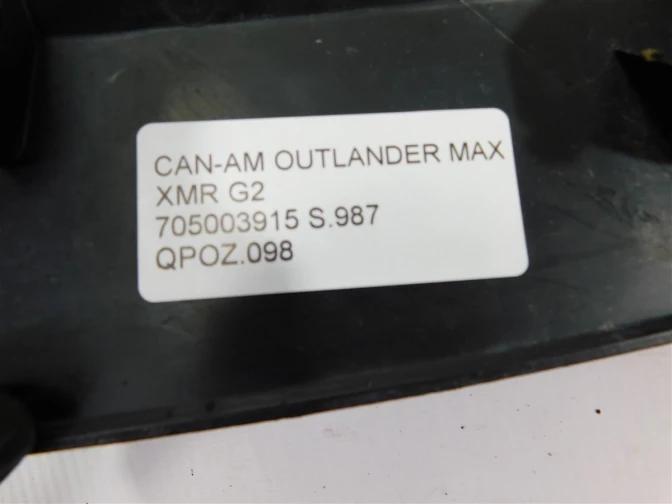 CAN-AM OUTLANDER MAX
XMR G2
705003915 S.987
QPOZ.098